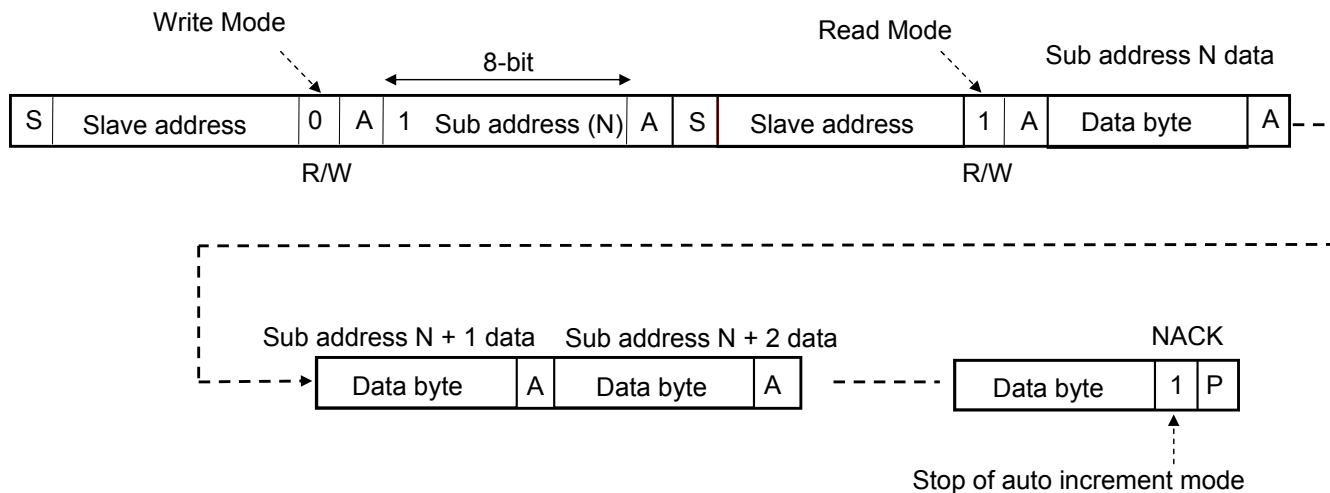 Write Mode
Read Mode
8-bit
Sub address N data
S Slave address 0 A 1 Sub address (N) A S Slave address 1 A Data byte A
R/W R/W
Sub address N + 1 data Sub address N + 2 data NACK
Data byte A Data byte A Data byte 1 P
Stop of auto increment mode